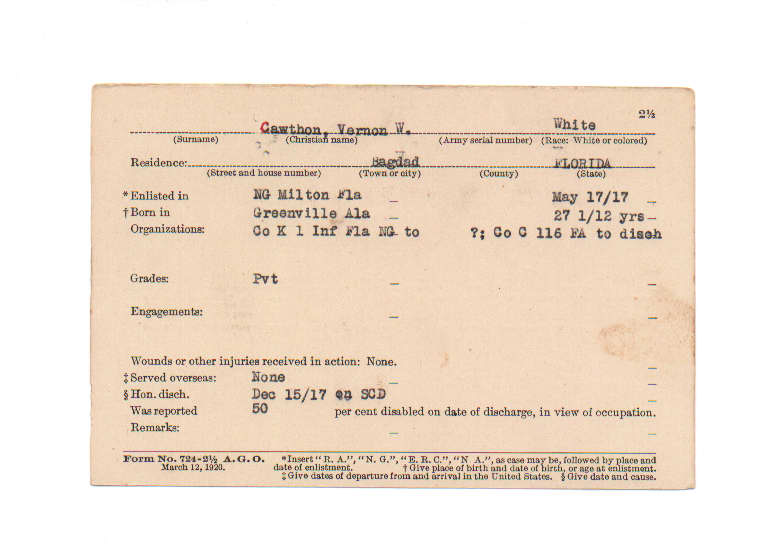 2½
Cawthon, Vernon W. White
(Surname) (Christian name) (Army serial number) (Race: White or colored)
Residence: Bagdad FLORIDA
(Street and house number) (Town or city) (County) (State)
* Enlisted in NG Milton Fla May 17/17
† Born in Greenville Ala 27 1/12 yrs
Organizations: Co K 1 Inf Fla NG to ?; Co C 116 FA to disch
Grades: Pvt
Engagements:
Wounds or other injuries received in action: None.
‡ Served overseas: None
§ Hon. disch. Dec 15/17 on SCD
Was reported 50 per cent disabled on date of discharge, in view of occupation.
Remarks:
Form No. 724-2½ A.G.O. *Insert "R. A.", "N. G.", "E. R. C.", "N A.", as case may be, followed by place and
March 12, 1920. date of enlistment. † Give place of birth and date of birth, or age at enlistment.
‡ Give dates of departure from and arrival in the United States. § Give date and cause.